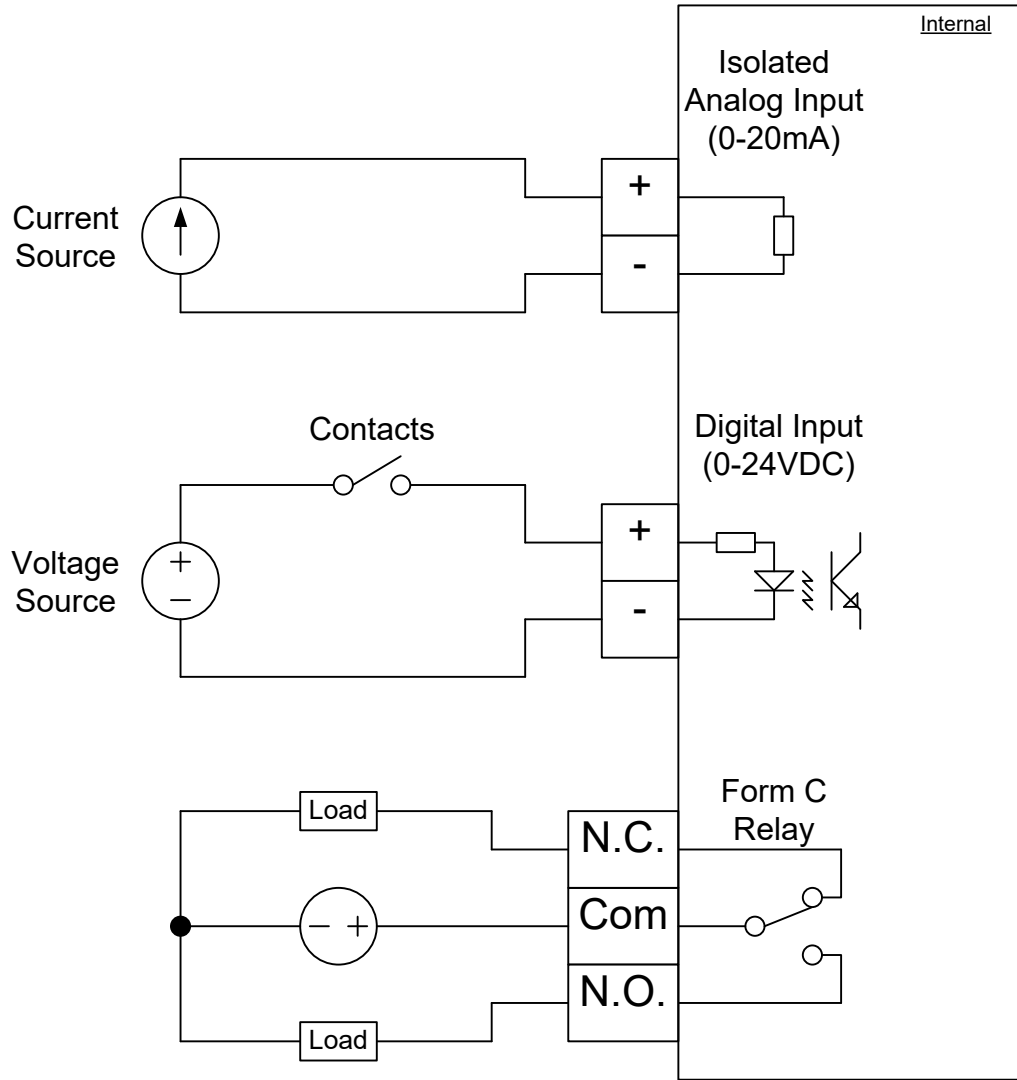 Internal
Isolated
Analog Input
(0-20mA)
+
-
Current
Source
Contacts
Digital Input
(0-24VDC)
+
-
Voltage
Source
+
-
Form C
Relay
Load
N.C.
- +
Com
N.O.
Load